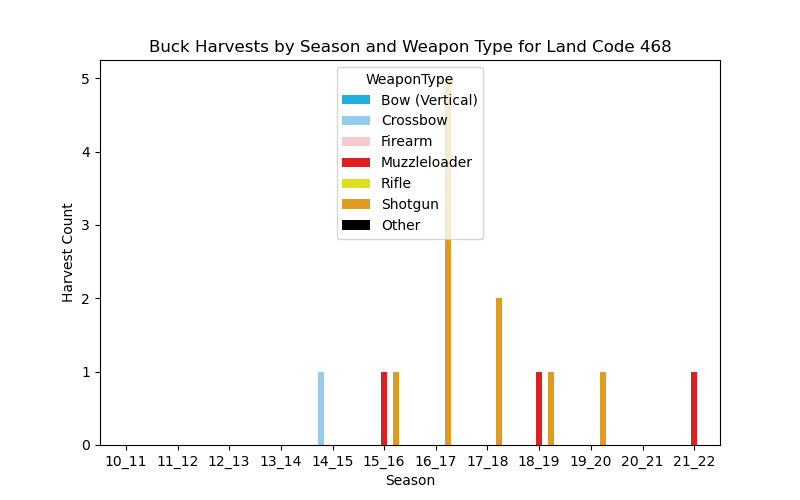 Buck Harvests by Season and Weapon Type for Land Code 468
WeaponType
Bow (Vertical)
Crossbow
Firearm
Muzzleloader
Rifle
Shotgun
Other
Harvest Count
5
4
3
2
1
0
10_11 11_12 12_13 13_14 14_15 15_16 16_17 17_18 18_19 19_20 20_21 21_22
Season